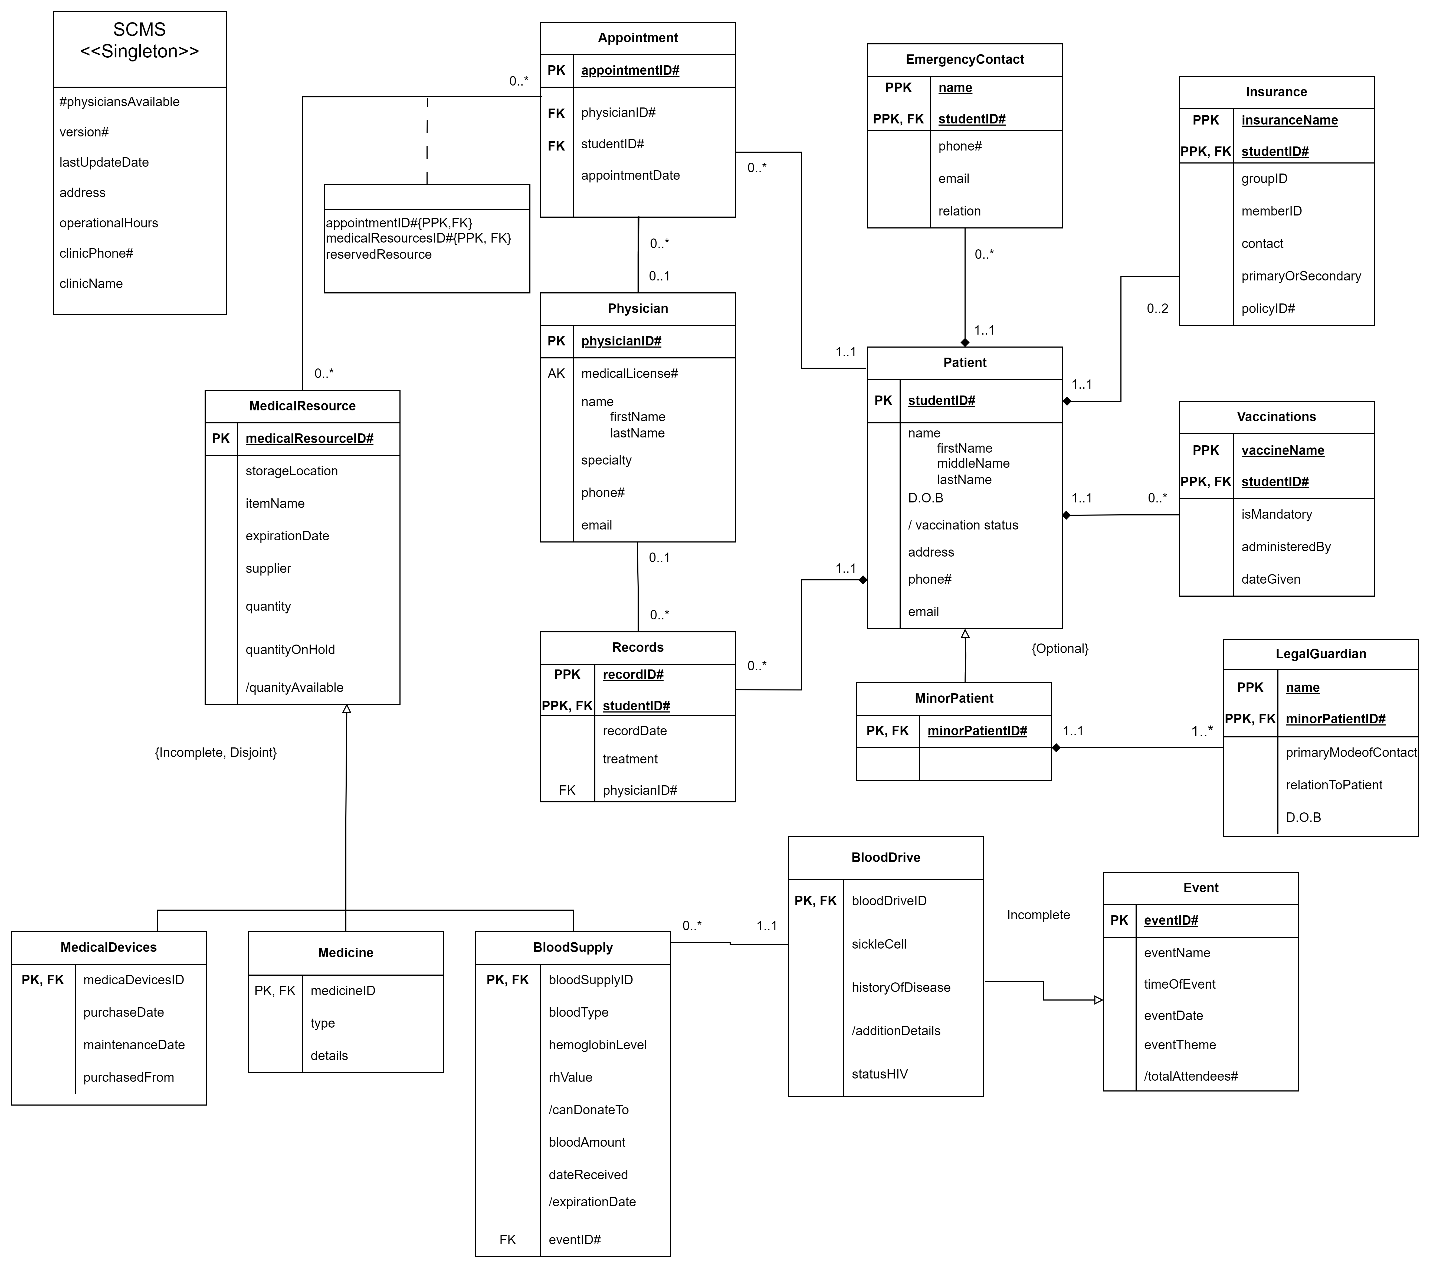 SCMS
<<Singleton>>
#physiciansAvailable
version#
lastUpdateDate
address
operationalHours
clinicPhone#
clinicName
0..*
appointmentID#{PPK,FK}
medicalResourcesID#{PPK, FK}
reservedResource
0..*
Appointment
PK appointmentID#
FK physicianID#
FK studentID#
appointmentDate
0..*
0..1
0..*
1..1
EmergencyContact
PPK name
PPK, FK studentID#
phone#
email
relation
0..*
1..1
Insurance
PPK insuranceName
PPK, FK studentID#
groupID
memberID
contact
primaryOrSecondary
policyID#
0..2
1..1
Physician
PK physicianID#
AK medicalLicense#
name
firstName
lastName
specialty
phone#
email
0..1
0..*
Patient
PK studentID#
name
firstName
middleName
lastName
D.O.B
/ vaccination status
address
phone#
email
Vaccinations
PPK vaccineName
PPK, FK studentID#
isMandatory
administeredBy
dateGiven
1..1
0..*
MedicalResource
PK medicalResourceID#
storageLocation
itemName
expirationDate
supplier
quantity
quantityOnHold
/quanityAvailable
{Incomplete, Disjoint}
Records
PPK recordID#
PPK, FK studentID#
recordDate
treatment
FK physicianID#
1..1
0..*
{Optional}
MinorPatient
PK, FK minorPatientID#
1..1
1..*
LegalGuardian
PPK name
PPK, FK minorPatientID#
primaryModeofContact
relationToPatient
D.O.B
MedicalDevices
PK, FK medicaDevicesID
purchaseDate
maintenanceDate
purchasedFrom
Medicine
PK, FK medicineID
type
details
BloodSupply
PK, FK bloodSupplyID
bloodType
hemoglobinLevel
rhValue
/canDonateTo
bloodAmount
dateReceived
/expirationDate
FK eventID#
0..*
1..1
BloodDrive
PK, FK bloodDriveID
sickleCell
historyOfDisease
/additionDetails
statusHIV
Incomplete
Event
PK eventID#
eventName
timeOfEvent
eventDate
eventTheme
/totalAttendees#